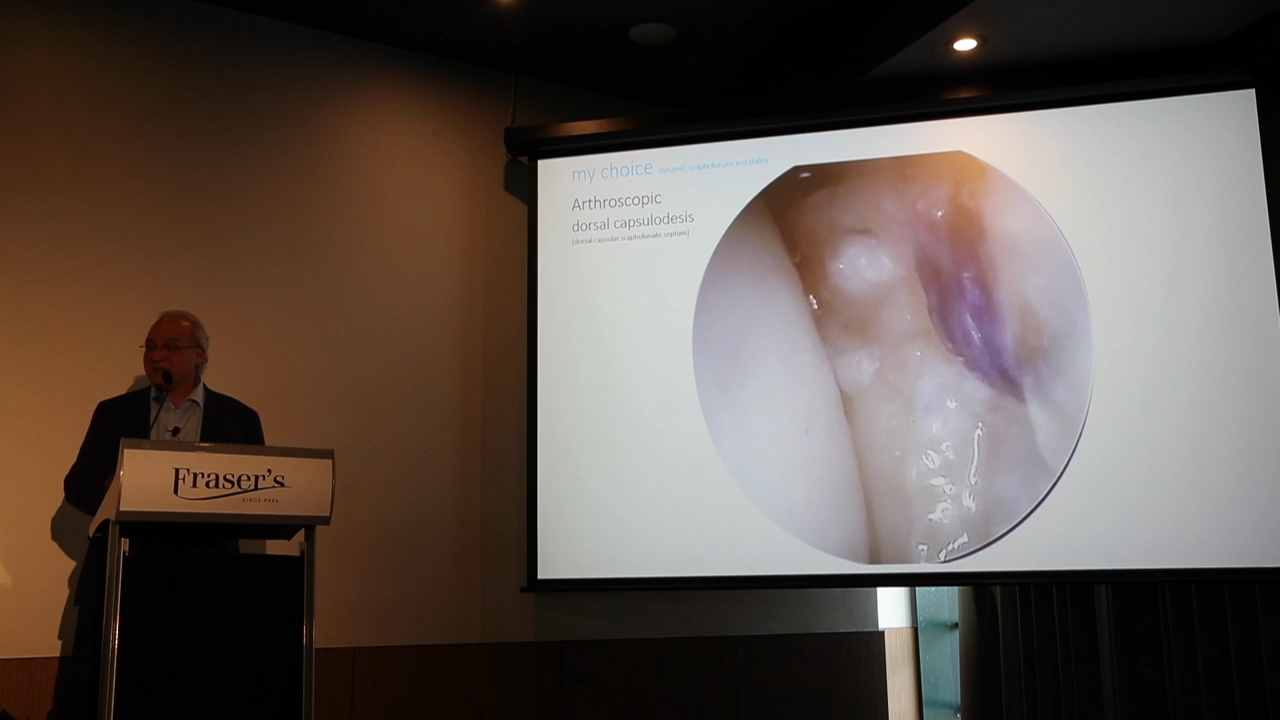 my choice dynamic scapholunate instability
Arthroscopic
dorsal capsulodesis
[dorsal capsular scapholunate septum]
Fraser's
KINGS PARK